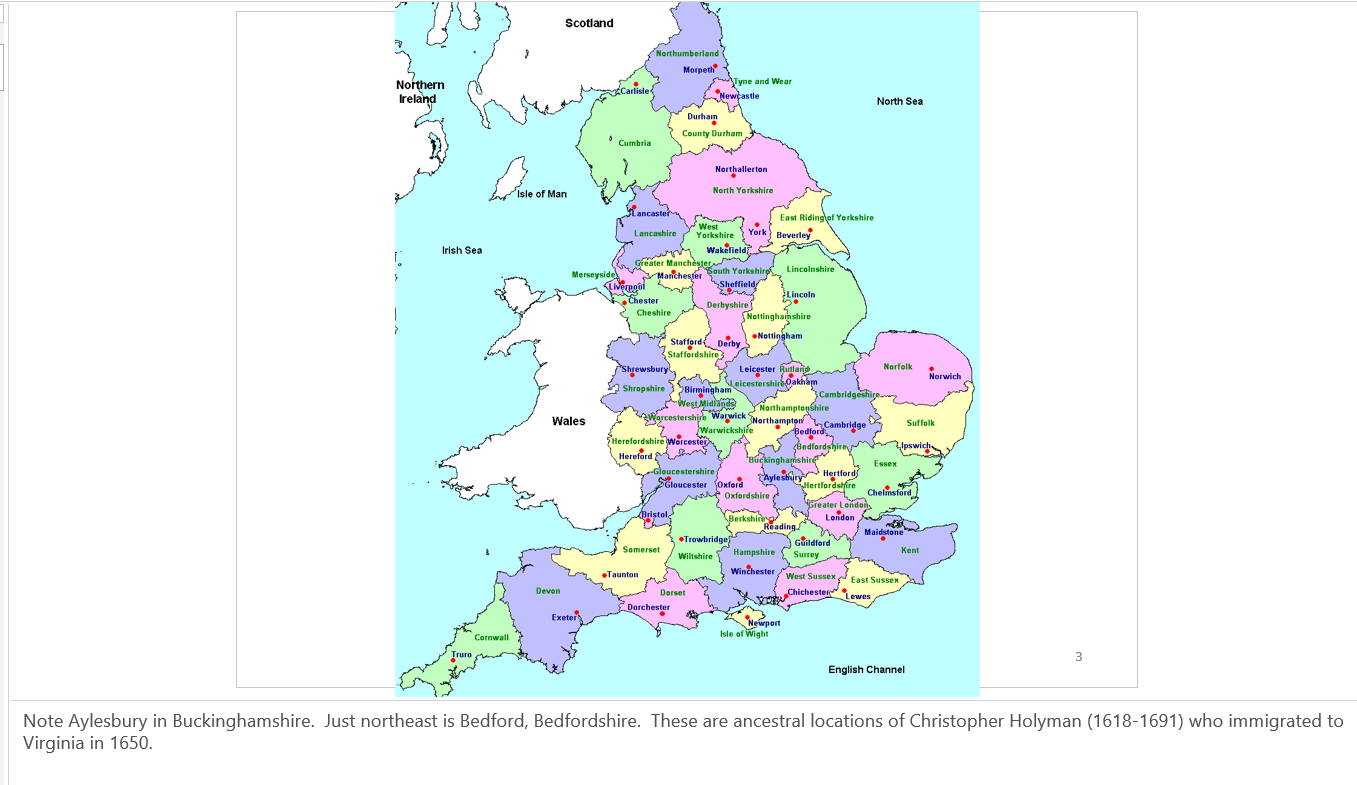 Scotland
Northumberland
Morpeth
Northern
Ireland
Carlisle
Tyne and Wear
Newcastle
North Sea
Durham
County Durham
Cumbria
Northallerton
North Yorkshire
Isle of Man
Lancaster
East Riding of Yorkshire
Lancashire
West
Yorkshire
York
Beverley
Wakefield
Irish Sea
Greater Manchester
Merseyside
Manchester
South Yorkshire
Lincolnshire
Liverpool
Sheffield
Chester
Lincoln
Cheshire
Derbyshire
Nottinghamshire
Stafford
Derby
Nottingham
Staffordshire
Shrewsbury
Leicester
Rutland
Norfolk
Norwich
Shropshire
Leicestershire
Oakham
Birmingham
Cambridgeshire
West Midlands
Northamptonshire
Wales
Worcestershire
Warwick
Northampton
Cambridge
Suffolk
Warwickshire
Bedford
Herefordshire
Worcester
Bedfordshire
Ipswich
Hereford
Buckinghamshire
Essex
Gloucestershire
Hertford
Gloucester
Oxford
Aylesbury
Hertfordshire
Chelmsford
Oxfordshire
Greater London
Bristol
Berkshire
London
Reading
Maidstone
Trowbridge
Guildford
Somerset
Wiltshire
Hampshire
Surrey
Kent
Taunton
Winchester
West Sussex
East Sussex
Devon
Dorset
Chichester
Lewes
Dorchester
Exeter
Newport
Isle of Wight
Cornwall
Truro
English Channel
3
Note Aylesbury in Buckinghamshire.  Just northeast is Bedford, Bedfordshire.  These are ancestral locations of Christopher Holyman (1618-1691) who immigrated to
Virginia in 1650.